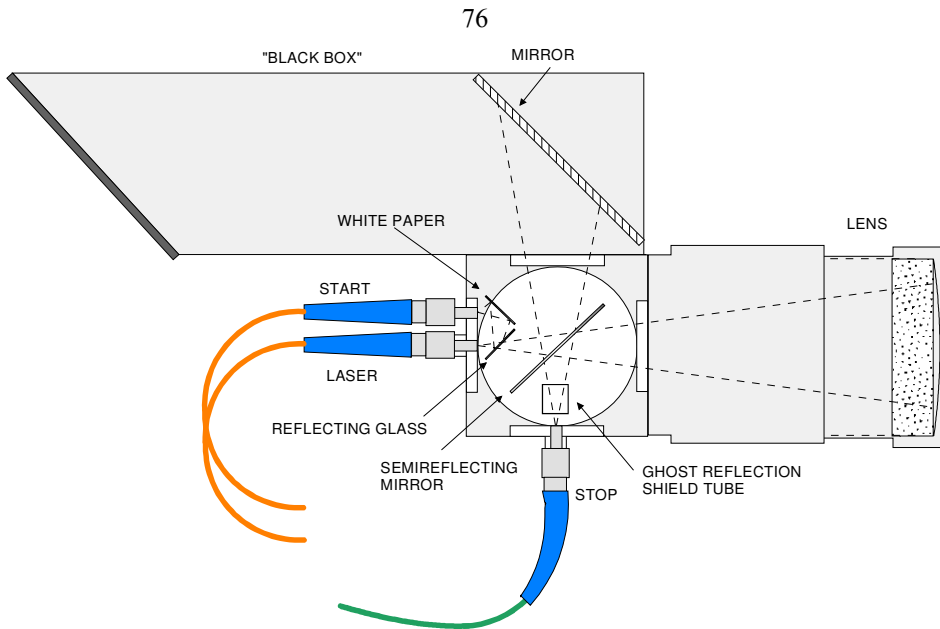 76
"BLACK BOX"
MIRROR
WHITE PAPER
LENS
START
LASER
REFLECTING GLASS
SEMIREFLECTING
MIRROR
GHOST REFLECTION
SHIELD TUBE
STOP